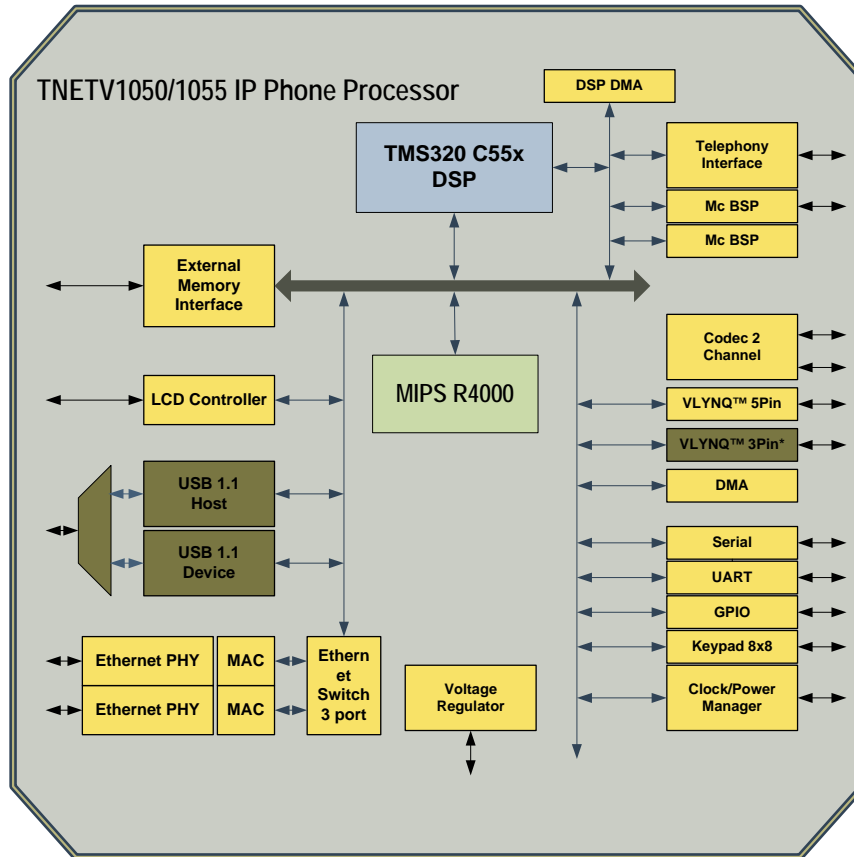 TNETV1050/1055 IP Phone Processor
DSP DMA
TMS320 C55x
DSP
Telephony
Interface
Mc BSP
Mc BSP
External
Memory
Interface
Codec 2
Channel
LCD Controller
MIPS R4000
VLYNQ™ 5Pin
VLYNQ™ 3Pin*
DMA
USB 1.1
Host
USB 1.1
Device
Serial
UART
GPIO
Keypad 8x8
Clock/Power
Manager
Ethernet PHY
MAC
Ethernet PHY
MAC
Ethern
et
Switch
3 port
Voltage
Regulator